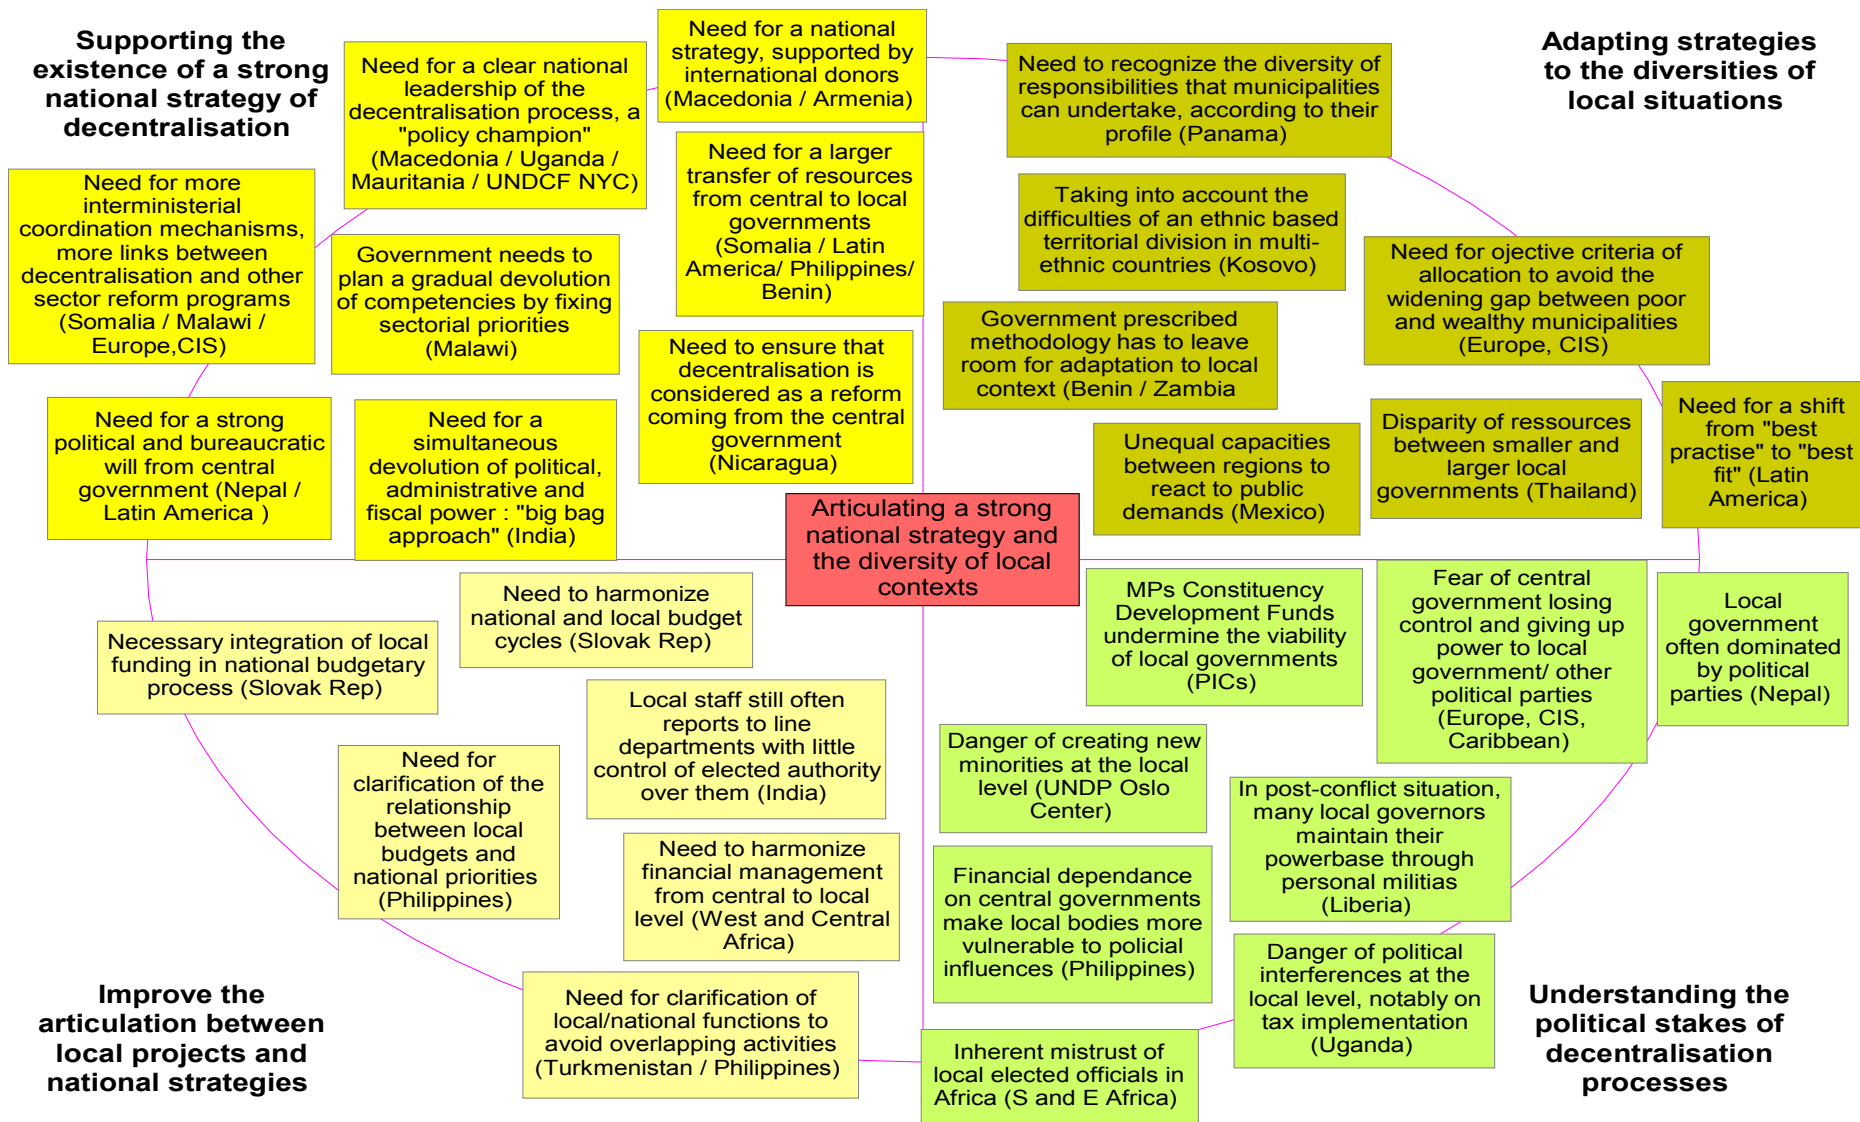 Supporting the
existence of a strong
national strategy of
decentralisation
Need for a clear national
leadership of the
decentralisation process, a
"policy champion"
(Macedonia / Uganda /
Mauritania / UNDCF NYC)
Need for a national
strategy, supported by
international donors
(Macedonia / Armenia)
Need for more
interministerial
coordination mechanisms,
more links between
decentralisation and other
sector reform programs
(Somalia / Malawi /
Europe,CIS)
Government needs to
plan a gradual devolution
of competencies by fixing
sectorial priorities
(Malawi)
Need for a larger
transfer of resources
from central to local
governments
(Somalia / Latin
America/ Philippines/
Benin)
Need to ensure that
decentralisation is
considered as a reform
coming from the central
government
(Nicaragua)
Need for a strong
political and bureaucratic
will from central
government (Nepal /
Latin America )
Need for a
simultaneous
devolution of political,
administrative and
fiscal power : "big bag
approach" (India)
Adapting strategies
to the diversities of
local situations
Need to recognize the diversity of
responsibilities that municipalities
can undertake, according to their
profile (Panama)
Taking into account the
difficulties of an ethnic based
territorial division in multi-
ethnic countries (Kosovo)
Need for ojective criteria of
allocation to avoid the
widening gap between poor
and wealthy municipalities
(Europe, CIS)
Government prescribed
methodology has to leave
room for adaptation to local
context (Benin / Zambia
Unequal capacities
between regions to
react to public
demands (Mexico)
Disparity of ressources
between smaller and
larger local
governments (Thailand)
Need for a shift
from "best
practise" to "best
fit" (Latin
America)
Articulating a strong
national strategy and
the diversity of local
contexts
Need to harmonize
national and local budget
cycles (Slovak Rep)
Necessary integration of local
funding in national budgetary
process (Slovak Rep)
Local staff still often
reports to line
departments with little
control of elected authority
over them (India)
Need for
clarification of the
relationship
between local
budgets and
national priorities
(Philippines)
Need to harmonize
financial management
from central to local
level (West and Central
Africa)
Need for clarification of
local/national functions to
avoid overlapping activities
(Turkmenistan / Philippines)
Improve the
articulation between
local projects and
national strategies
MPs Constituency
Development Funds
undermine the viability
of local governments
(PICs)
Fear of central
government losing
control and giving up
power to local
government/ other
political parties
(Europe, CIS,
Caribbean)
Local
government
often dominated
by political
parties (Nepal)
Danger of creating new
minorities at the local
level (UNDP Oslo
Center)
In post-conflict situation,
many local governors
maintain their
powerbase through
personal militias
(Liberia)
Financial dependance
on central governments
make local bodies more
vulnerable to policial
influences (Philippines)
Danger of political
interferences at the
local level, notably on
tax implementation
(Uganda)
Inherent mistrust of
local elected officials in
Africa (S and E Africa)
Understanding the
political stakes of
decentralisation
processes